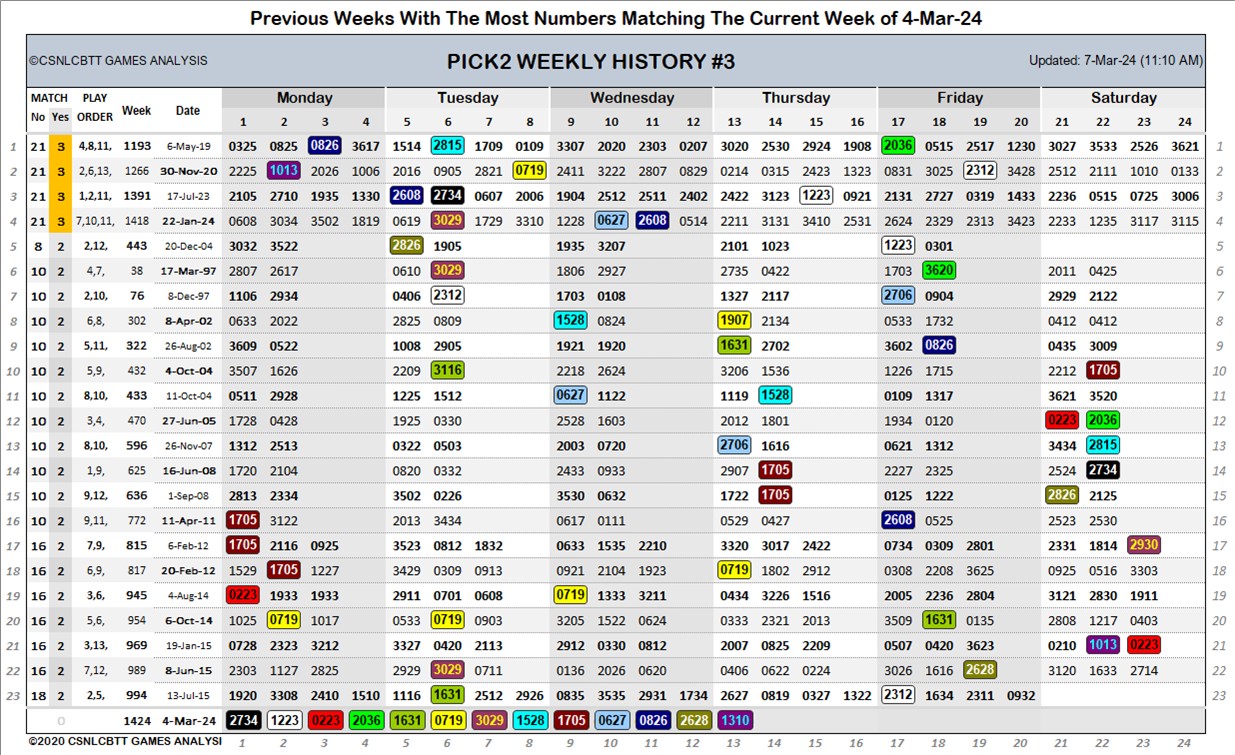 Previous Weeks With The Most Numbers Matching The Current Week of 4-Mar-24
©CSNLCBTT GAMES ANALYSIS PICK2 WEEKLY HISTORY #3 Updated: 7-Mar-24 (11:10 AM)
MATCH PLAY Week Date Monday Tuesday Wednesday Thursday Friday Saturday
No Yes ORDER 1 2 3 4 5 6 7 8 9 10 11 12 13 14 15 16 17 18 19 20 21 22 23 24
1 21 3 4,8,11, 1193 6-May-19 0325 0825 0826 3617 1514 2815 1709 0109 3307 2020 2303 0207 3020 2530 2924 1908 2036 0515 2517 1230 3027 3533 2526 3621 1
2 21 3 2,6,13, 1266 30-Nov-20 2225 1013 2026 1006 2016 0905 2821 0719 2411 3222 2807 0829 0214 0315 2423 1323 0831 3025 2312 3428 2512 2111 1010 0133 2
3 21 3 1,2,11, 1391 17-Jul-23 2105 2710 1935 1330 2608 2734 0607 2006 1904 2512 2511 2402 2422 3123 1223 0921 2131 2727 0319 1433 2236 0515 0725 3006 3
4 21 3 7,10,11, 1418 22-Jan-24 0608 3034 3502 1819 0619 3029 1729 3310 1228 0627 2608 0514 2211 3131 3410 2531 2624 2329 2313 3423 2233 1235 3117 3115 4
5 8 2 2,12, 443 20-Dec-04 3032 3522 2826 1905 1935 3207 2101 1023 1223 0301 5
6 10 2 4,7, 38 17-Mar-97 2807 2617 0610 3029 1806 2927 2735 0422 1703 3620 2011 0425 6
7 10 2 2,10, 76 8-Dec-97 1106 2934 0406 2312 1703 0108 1327 2117 2706 0904 2929 2122 7
8 10 2 6,8, 302 8-Apr-02 0633 2022 2825 0809 1528 0824 1907 2134 0533 1732 0412 0412 8
9 10 2 5,11, 322 26-Aug-02 3609 0522 1008 2905 1921 1920 1631 2702 3602 0826 0435 3009 9
10 10 2 5,9, 432 4-Oct-04 3507 1626 2209 3116 2218 2624 3206 1536 1226 1715 2212 1705 10
11 10 2 8,10, 433 11-Oct-04 0511 2928 1225 1512 0627 1122 1119 1528 0109 1317 3621 3520 11
12 10 2 3,4, 470 27-Jun-05 1728 0428 1925 0330 2528 1603 2012 1801 1934 0120 0223 2036 12
13 10 2 8,10, 596 26-Nov-07 1312 2513 0322 0503 2003 0720 2706 1616 0621 1312 3434 2815 13
14 10 2 1,9, 625 16-Jun-08 1720 2104 0820 0332 2433 0933 2907 1705 2227 2325 2524 2734 14
15 10 2 9,12, 636 1-Sep-08 2813 2334 3502 0226 3530 0632 1722 1705 0125 1222 2826 2125 15
16 10 2 9,11, 772 11-Apr-11 1705 3122 2013 3434 0617 0111 0529 0427 2608 0525 2523 2530 16
17 16 2 7,9, 815 6-Feb-12 1705 2116 0925 3523 0812 1832 0633 1535 2210 3320 3017 2422 0734 0309 2801 2331 1814 2930 17
18 16 2 6,9, 817 20-Feb-12 1529 1705 1227 3429 0309 0913 0921 2104 1923 0719 1802 2912 0308 2208 3625 0925 0516 3303 18
19 16 2 3,6, 945 4-Aug-14 0223 1933 1933 2911 0701 0608 0719 1333 3211 0434 3226 1516 2005 2236 2804 3121 2830 1911 19
20 16 2 5,6, 954 6-Oct-14 1025 0719 1017 0533 0719 0903 3205 1522 0624 0333 2321 2013 3509 1631 0135 2808 1217 0403 20
21 16 2 3,13, 969 19-Jan-15 0728 2323 3212 3327 0420 2113 2912 0330 0812 2007 0825 2209 0507 0420 3623 0210 1013 0223 21
22 16 2 7,12, 989 8-Jun-15 2303 1127 2825 2933 3029 0711 0136 2026 0620 0406 0622 0224 3026 1616 2628 3120 1633 2714 22
23 18 2 2,5, 994 13-Jul-15 1920 3308 2410 1510 1116 1631 2512 2926 0835 3535 2931 1734 2627 0819 0327 1322 2312 1634 2311 0932 23
0 1424 4-Mar-24 2734 1223 0223 2036 1631 0719 3029 1528 1705 0627 0826 2628 1310
©2020 CSNLCBTT GAMES ANALYSI 1 2 3 4 5 6 7 8 9 10 11 12 13 14 15 16 17 18 19 20 21 22 23 24